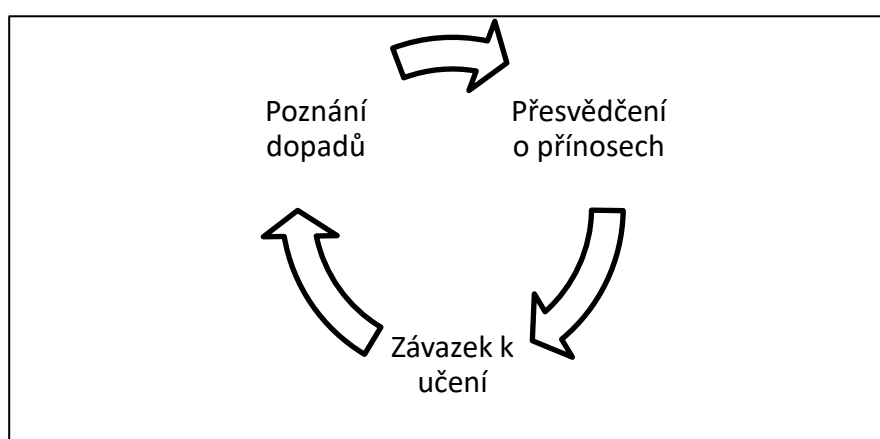 Poznání
dopadů
Přesvědčení
o přínosech
Závazek k
učení